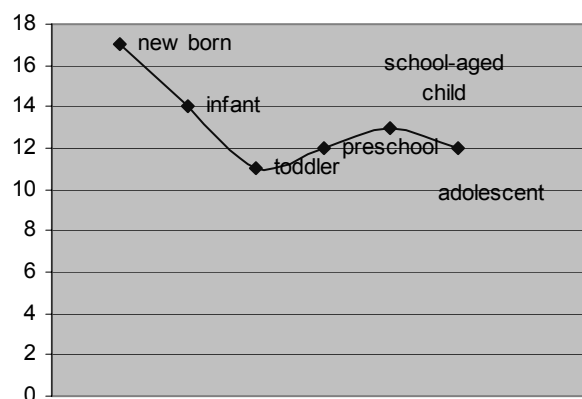 18
16
14
12
10
8
6
4
2
0
new born
infant
toddler
preschool
school-aged
child
adolescent